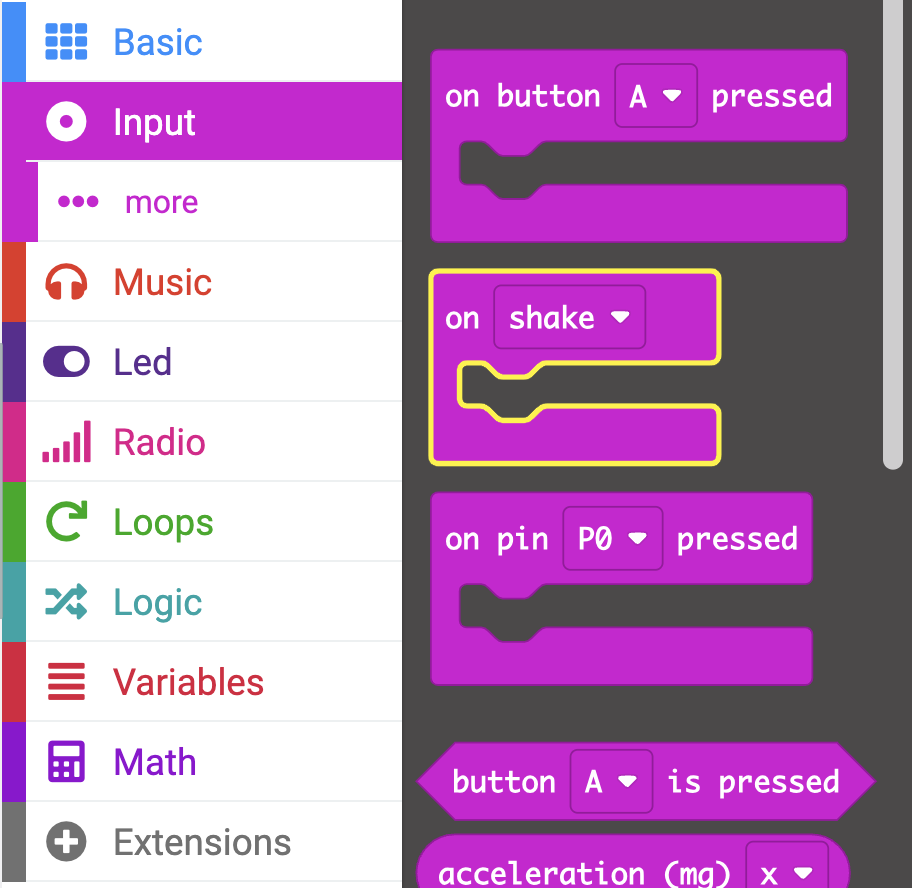 Basic
Input
more
Music
Led
Radio
Loops
Logic
Variables
Math
Extensions
on button A pressed
on shake
on pin P0 pressed
button A is pressed
acceleration (mg) x